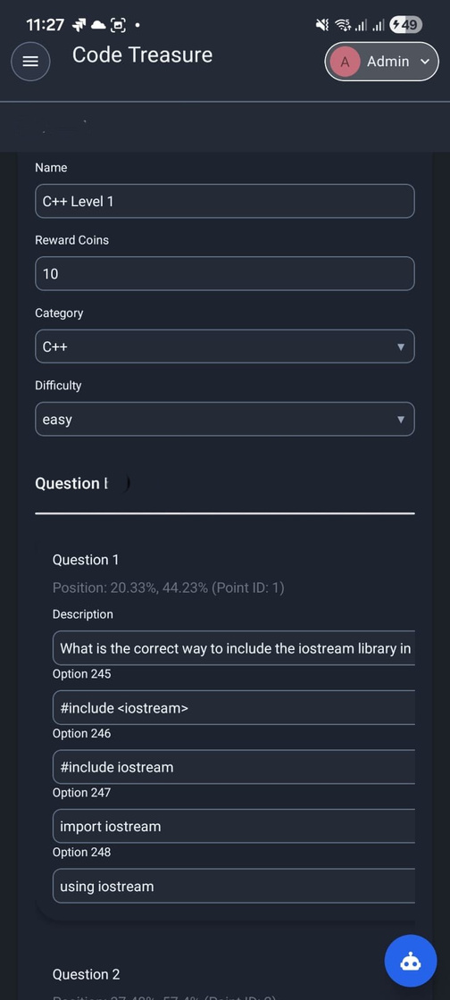 11:27
49
Code Treasure
A
Admin
Name
C++ Level 1
Reward Coins
10
Category
C++
Difficulty
easy
Question
Question 1
Position: 20.33%, 44.23% (Point ID: 1)
Description
What is the correct way to include the iostream library in
Option 245
#include <iostream>
Option 246
#include iostream
Option 247
import iostream
Option 248
using iostream
Question 2